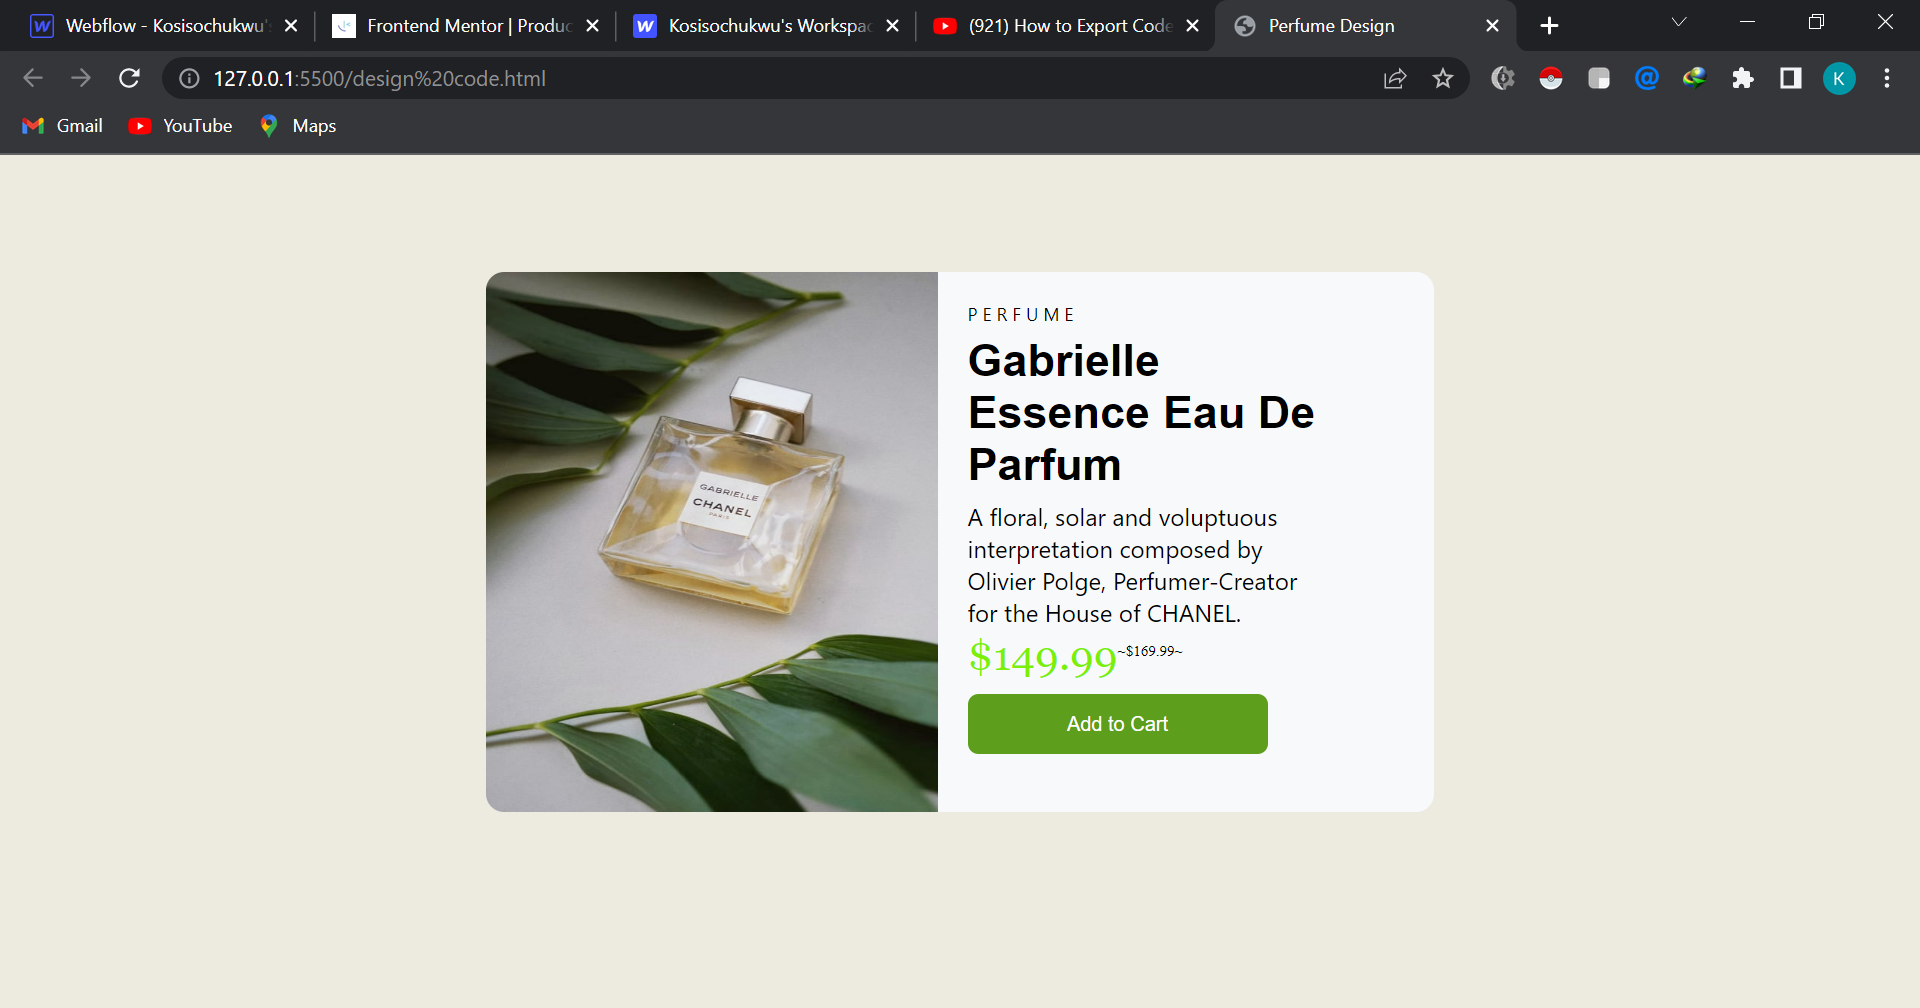 Webflow - Kosisochukwu's
Frontend Mentor | Produc
Kosisochukwu's Workspac
(921) How to Export Code
Perfume Design
127.0.0.1:5500/design%20code.html
K
Gmail
YouTube
Maps
GABRIELLE
CHANEL
PARIS
PERFUME
Gabrielle
Essence Eau De
Parfum
A floral, solar and voluptuous
interpretation composed by
Olivier Polge, Perfumer-Creator
for the House of CHANEL.
$149.99 ~$169.99~
Add to Cart